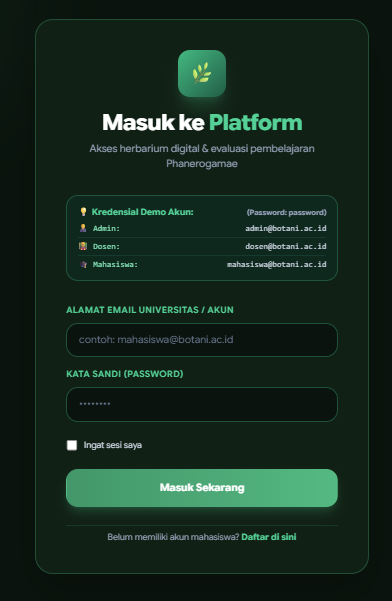 Masuk ke Platform
Akses herbarium digital & evaluasi pembelajaran
Phanerogamae
Kredensial Demo Akun: (Password: password)
Admin: admin@botani.ac.id
Dosen: dosen@botani.ac.id
Mahasiswa: mahasiswa@botani.ac.id
ALAMAT EMAIL UNIVERSITAS / AKUN
contoh: mahasiswa@botani.ac.id
KATA SANDI (PASSWORD)
••••••••
Ingat sesi saya
Masuk Sekarang
Belum memiliki akun mahasiswa? Daftar di sini